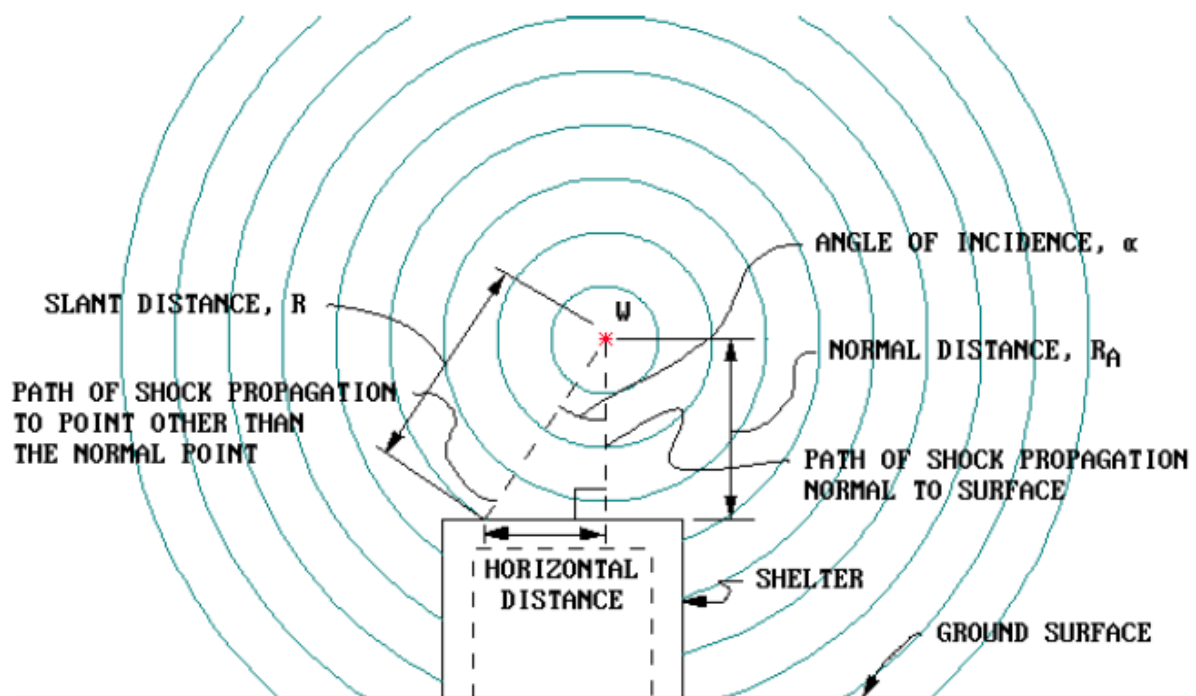 ANGLE OF INCIDENCE, α
SLANT DISTANCE, R
W
NORMAL DISTANCE, RA
PATH OF SHOCK PROPAGATION
TO POINT OTHER THAN
THE NORMAL POINT
PATH OF SHOCK PROPAGATION
NORMAL TO SURFACE
HORIZONTAL
DISTANCE
SHELTER
GROUND SURFACE